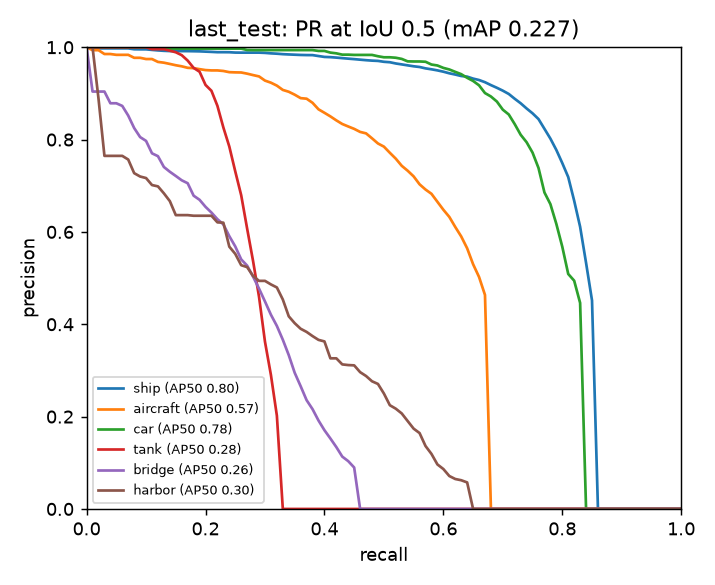 last_test: PR at IoU 0.5 (mAP 0.227)
1.0
0.8
0.6
0.4
0.2
0.0
precision
ship (AP50 0.80)
aircraft (AP50 0.57)
car (AP50 0.78)
tank (AP50 0.28)
bridge (AP50 0.26)
harbor (AP50 0.30)
0.0 0.2 0.4 0.6 0.8 1.0
recall